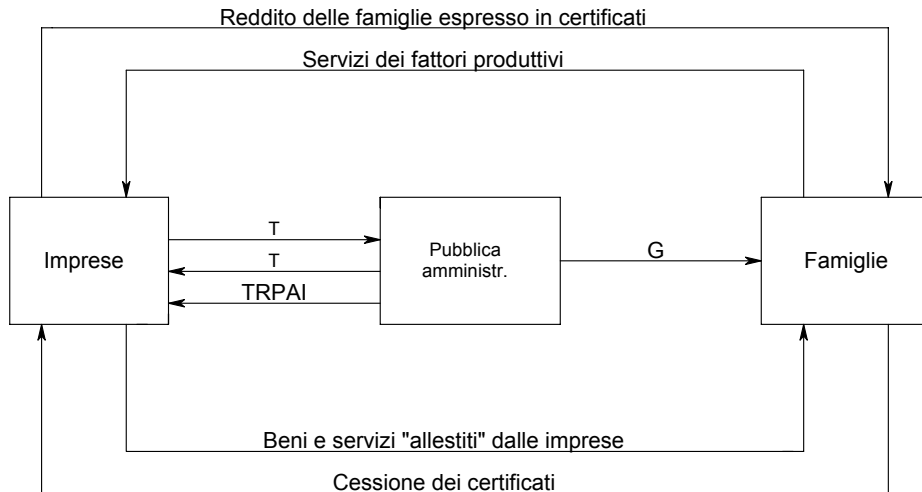 Reddito delle famiglie espresso in certificati
Servizi dei fattori produttivi
Imprese
T
T
TRPAI
Pubblica
amministr.
G
Famiglie
Beni e servizi "allestiti" dalle imprese
Cessione dei certificati